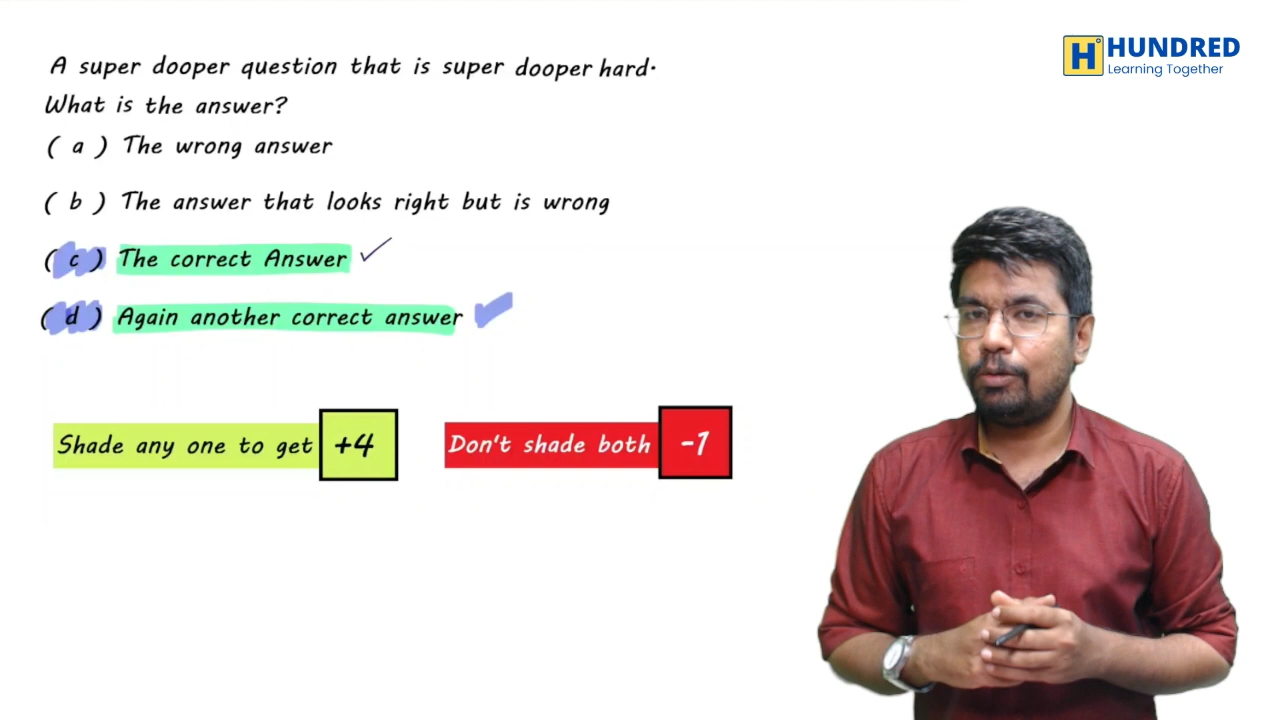 A super dooper question that is super dooper hard.
What is the answer?
( a ) The wrong answer
( b ) The answer that looks right but is wrong
( c ) The correct Answer
( d ) Again another correct answer
Shade any one to get +4
Don't shade both -1
H HUNDRED
Learning Together